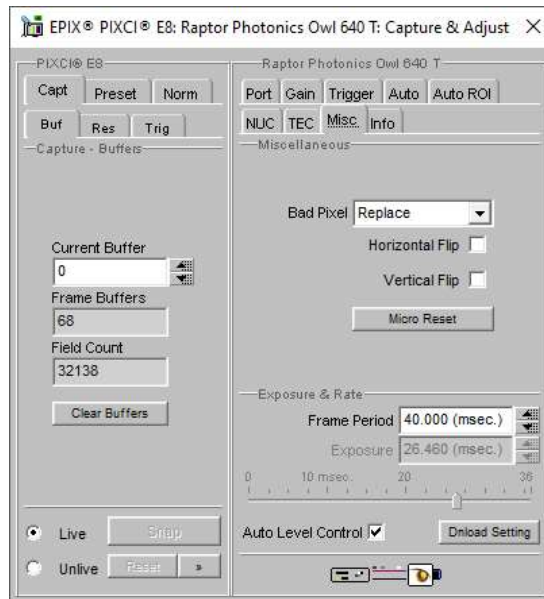 EPIX® PIXCI® E8: Raptor Photonics Owl 640 T: Capture & Adjust
PIXCI® E8
Capt Preset Norm
Buf Res Trig
Capture - Buffers
Current Buffer
0
Frame Buffers
68
Field Count
32138
Clear Buffers
Live Snap
Unlive Reset »
Raptor Photonics Owl 640 T
Port Gain Trigger Auto Auto ROI
NUC TEC Misc Info
Miscellaneous
Bad Pixel Replace
Horizontal Flip
Vertical Flip
Micro Reset
Exposure & Rate
Frame Period 40.000 (msec.)
Exposure 26.460 (msec.)
0 10 msec. 20 36
Auto Level Control Dnload Setting